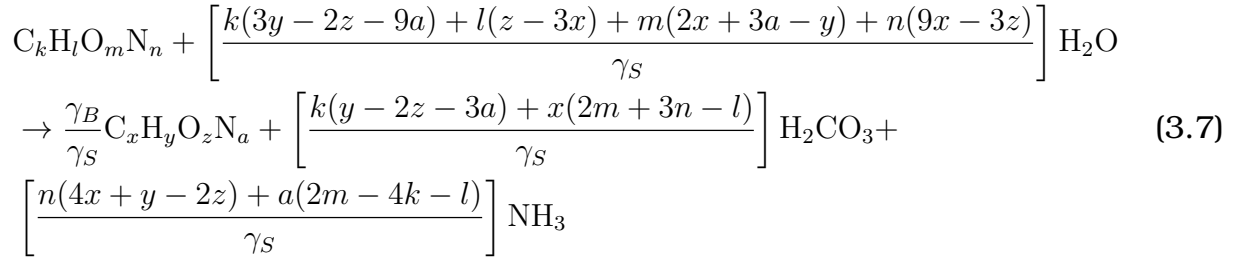 C_kH_lO_mN_n + [ k(3y − 2z − 9a) + l(z − 3x) + m(2x + 3a − y) + n(9x − 3z) / γ_S ] H_2O
→ γ_B / γ_S C_xH_yO_zN_a + [ k(y − 2z − 3a) + x(2m + 3n − l) / γ_S ] H_2CO_3 + (3.7)
[ n(4x + y − 2z) + a(2m − 4k − l) / γ_S ] NH_3